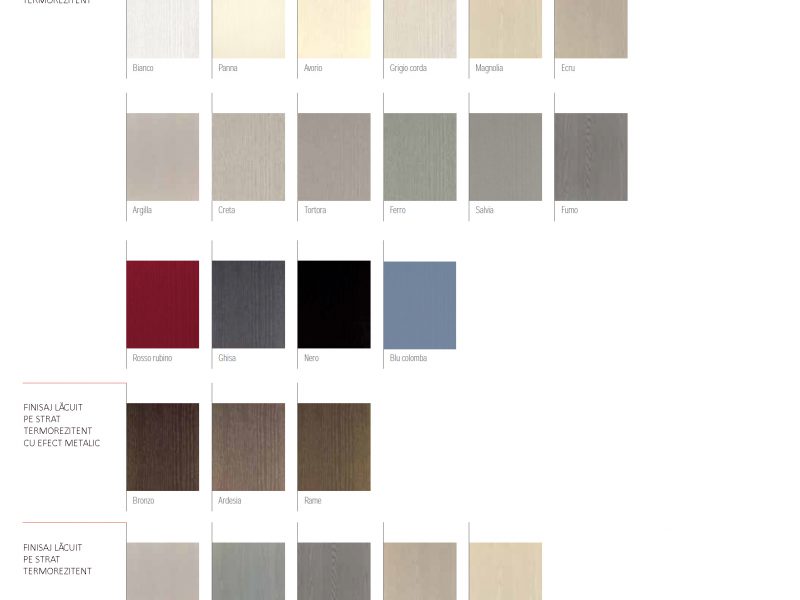 TERMOREZITENT
Bianco
Panna
Avorio
Grigio corda
Magnolia
Ecru
Argilla
Creta
Tortora
Ferro
Salvia
Fumo
Rosso rubino
Ghisa
Nero
Blu colomba
FINISAJ LĂCUIT
PE STRAT
TERMOREZITENT
CU EFECT METALIC
Bronzo
Ardesia
Rame
FINISAJ LĂCUIT
PE STRAT
TERMOREZITENT